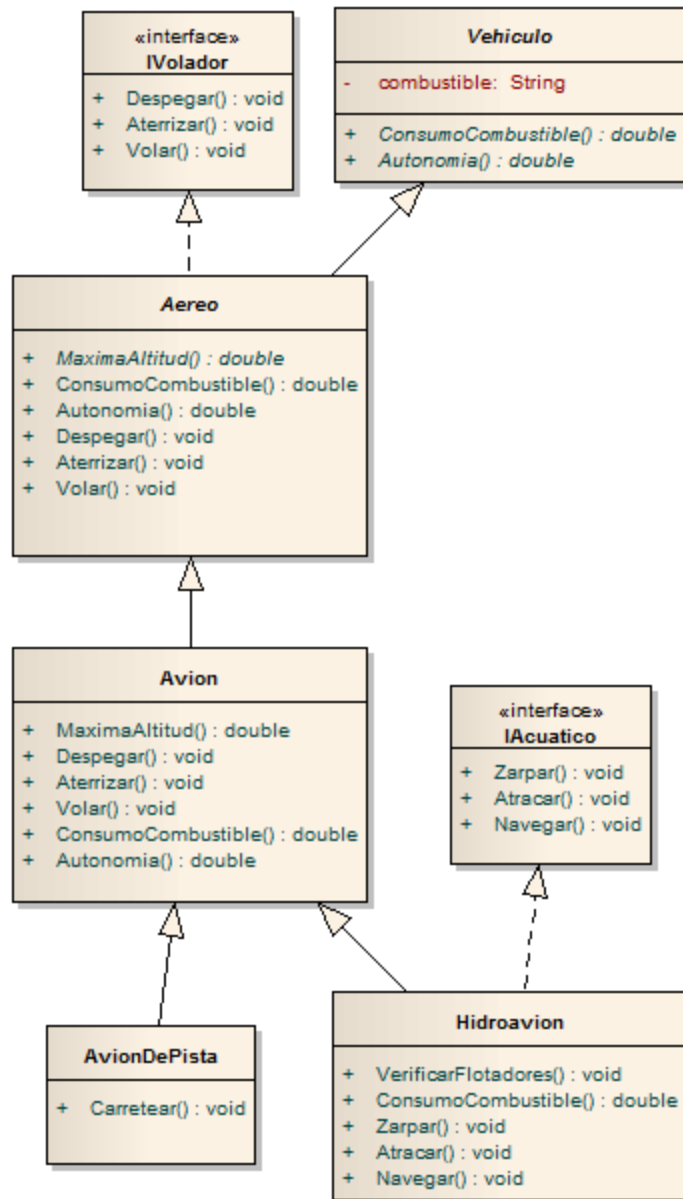 «interface»
IVolador
+ Despegar() : void
+ Aterrizar() : void
+ Volar() : void
Vehiculo
- combustible: String
+ ConsumoCombustible() : double
+ Autonomia() : double
Aereo
+ MaximaAltitud() : double
+ ConsumoCombustible() : double
+ Autonomia() : double
+ Despegar() : void
+ Aterrizar() : void
+ Volar() : void
Avion
+ MaximaAltitud() : double
+ Despegar() : void
+ Aterrizar() : void
+ Volar() : void
+ ConsumoCombustible() : double
+ Autonomia() : double
«interface»
IAcuatico
+ Zarpar() : void
+ Atracar() : void
+ Navegar() : void
AvionDePista
+ Carretear() : void
Hidroavion
+ VerificarFlotadores() : void
+ ConsumoCombustible() : double
+ Zarpar() : void
+ Atracar() : void
+ Navegar() : void